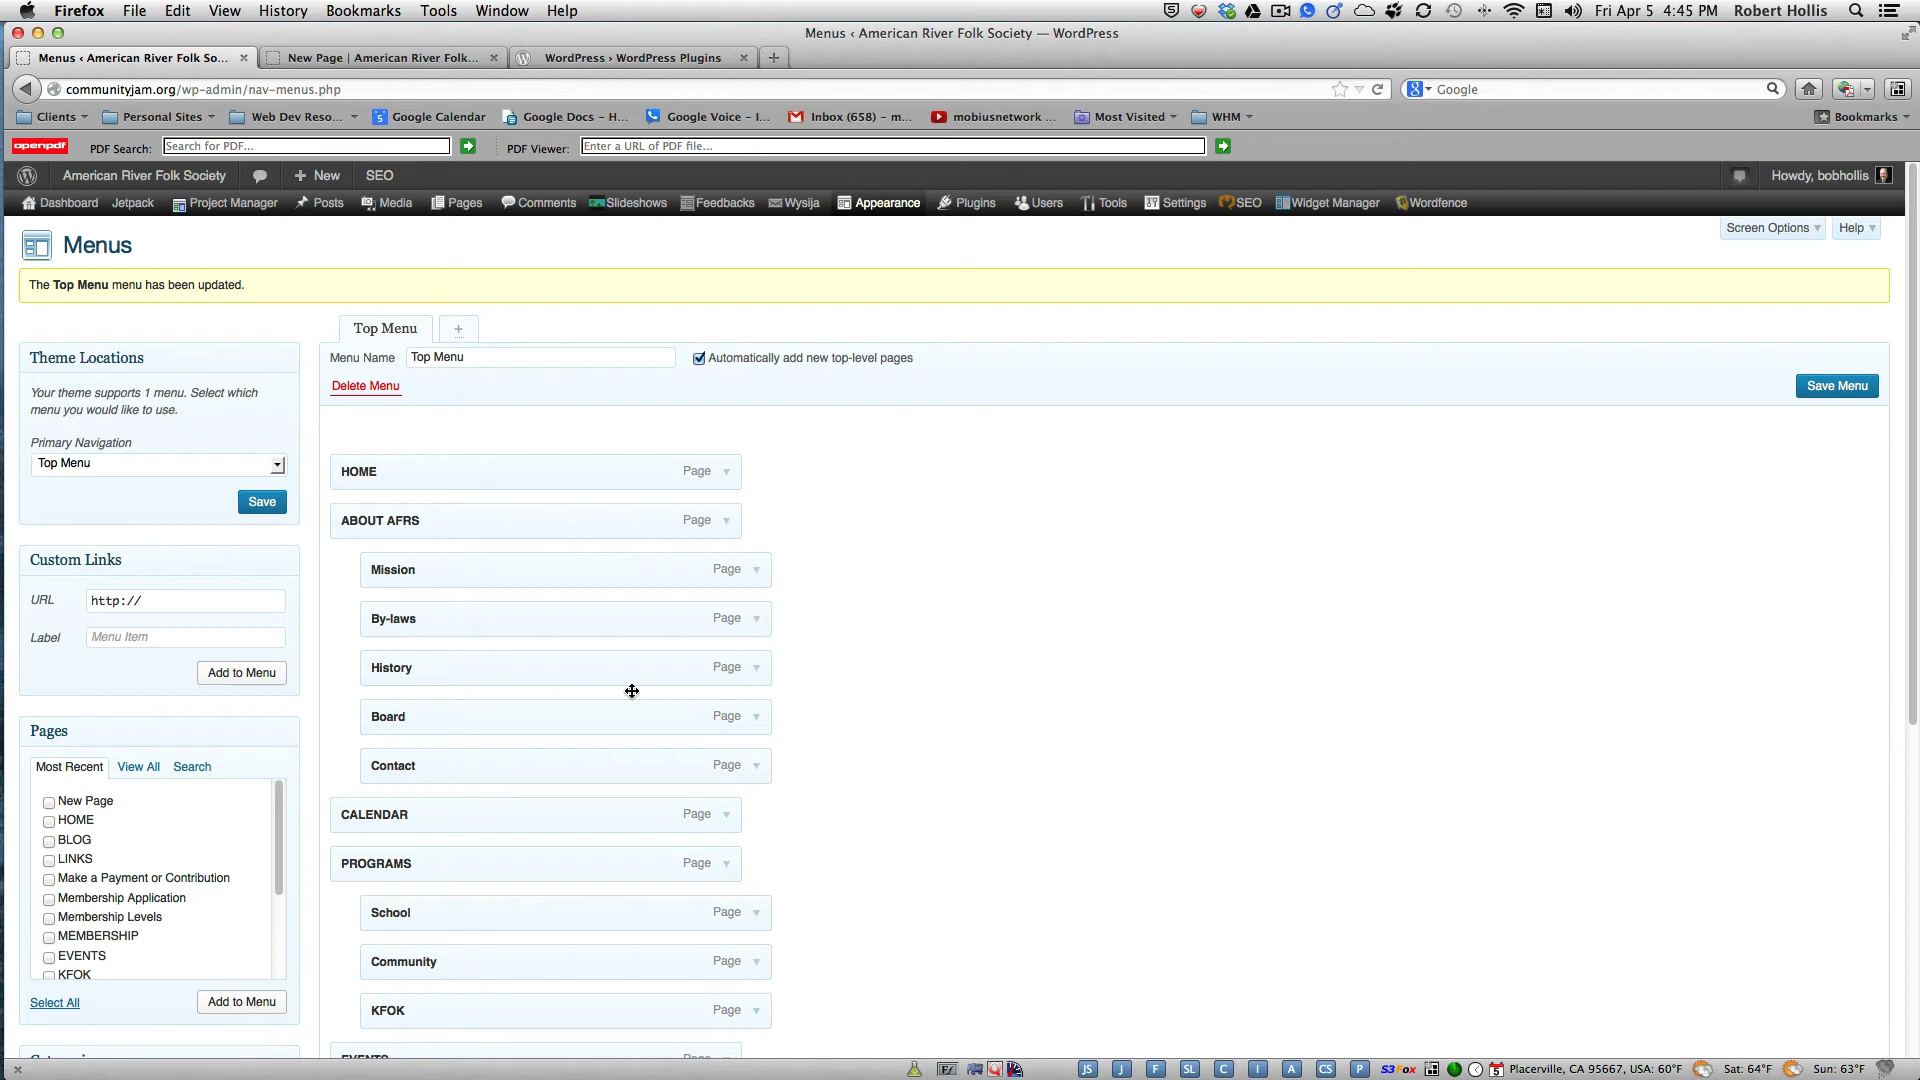 Firefox File Edit View History Bookmarks Tools Window Help Fri Apr 5 4:45 PM Robert Hollis
Menus ‹ American River Folk Society — WordPress
Menus ‹ American River Folk So... New Page | American River Folk... WordPress › WordPress Plugins
communityjam.org/wp-admin/nav-menus.php Google
Clients Personal Sites Web Dev Reso... Google Calendar Google Docs – H... Google Voice – I... Inbox (658) – m... mobiusnetwork ... Most Visited WHM Bookmarks
openpdf PDF Search: Search for PDF... PDF Viewer: Enter a URL of PDF file...
American River Folk Society + New SEO Howdy, bobhollis
Dashboard Jetpack Project Manager Posts Media Pages Comments Slideshows Feedbacks Wysija Appearance Plugins Users Tools Settings SEO Widget Manager Wordfence
Screen Options Help
Menus
The Top Menu menu has been updated.
Top Menu +
Theme Locations
Your theme supports 1 menu. Select which
menu you would like to use.
Primary Navigation
Top Menu
Save
Menu Name Top Menu Automatically add new top-level pages
Delete Menu Save Menu
Custom Links
URL http://
Label Menu Item
Add to Menu
Pages
Most Recent View All Search
New Page
HOME
BLOG
LINKS
Make a Payment or Contribution
Membership Application
Membership Levels
MEMBERSHIP
EVENTS
KFOK
Select All Add to Menu
HOME Page
ABOUT AFRS Page
Mission Page
By-laws Page
History Page
Board Page
Contact Page
CALENDAR Page
PROGRAMS Page
School Page
Community Page
KFOK Page
EVENTS Page
JS J F SL C I A CS P S3Fox 5 Placerville, CA 95667, USA: 60°F Sat: 64°F Sun: 63°F